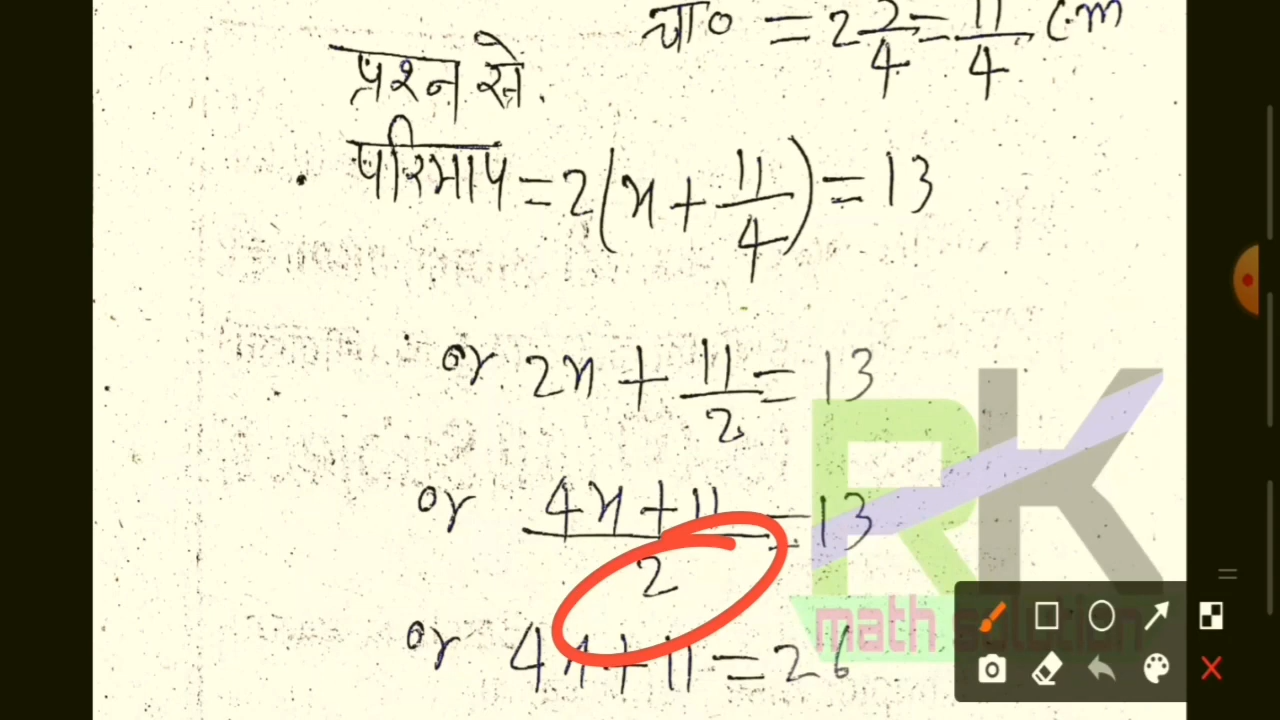 चा० = 2 3/4 = 11/4 Cm
प्रश्न से.
परिमाप = 2(x + 11/4) = 13
or 2x + 11/2 = 13
or (4x + 11)/2 = 13
or 4x + 11 = 26
RK
math solution